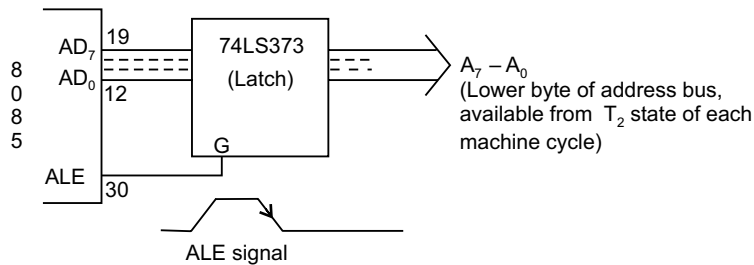 8
0
8
5
AD₇
19
AD₀
12
ALE
30
74LS373
(Latch)
G
A₇ – A₀
(Lower byte of address bus,
available from T₂ state of each
machine cycle)
ALE signal